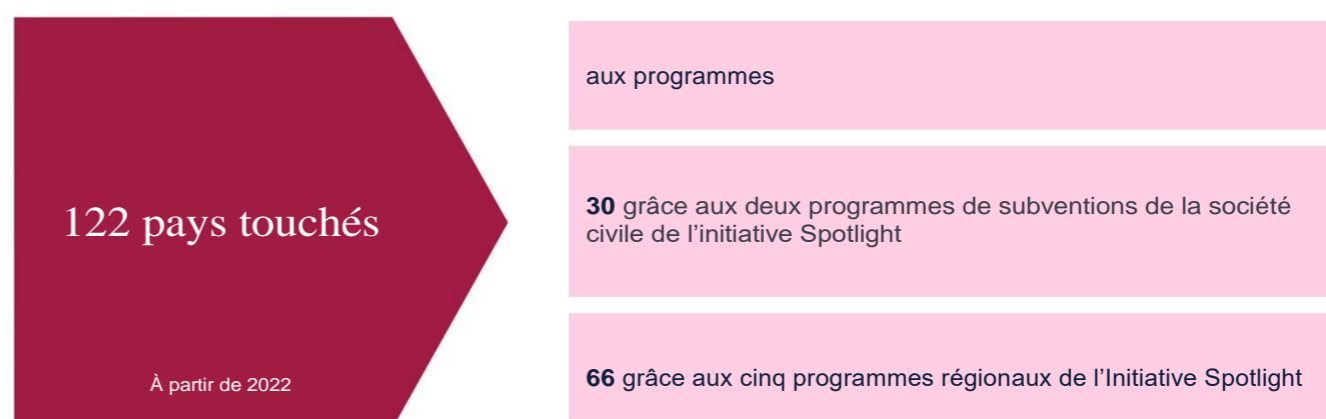 122 pays touchés
À partir de 2022
aux programmes
30 grâce aux deux programmes de subventions de la société
civile de l’initiative Spotlight
66 grâce aux cinq programmes régionaux de l’Initiative Spotlight